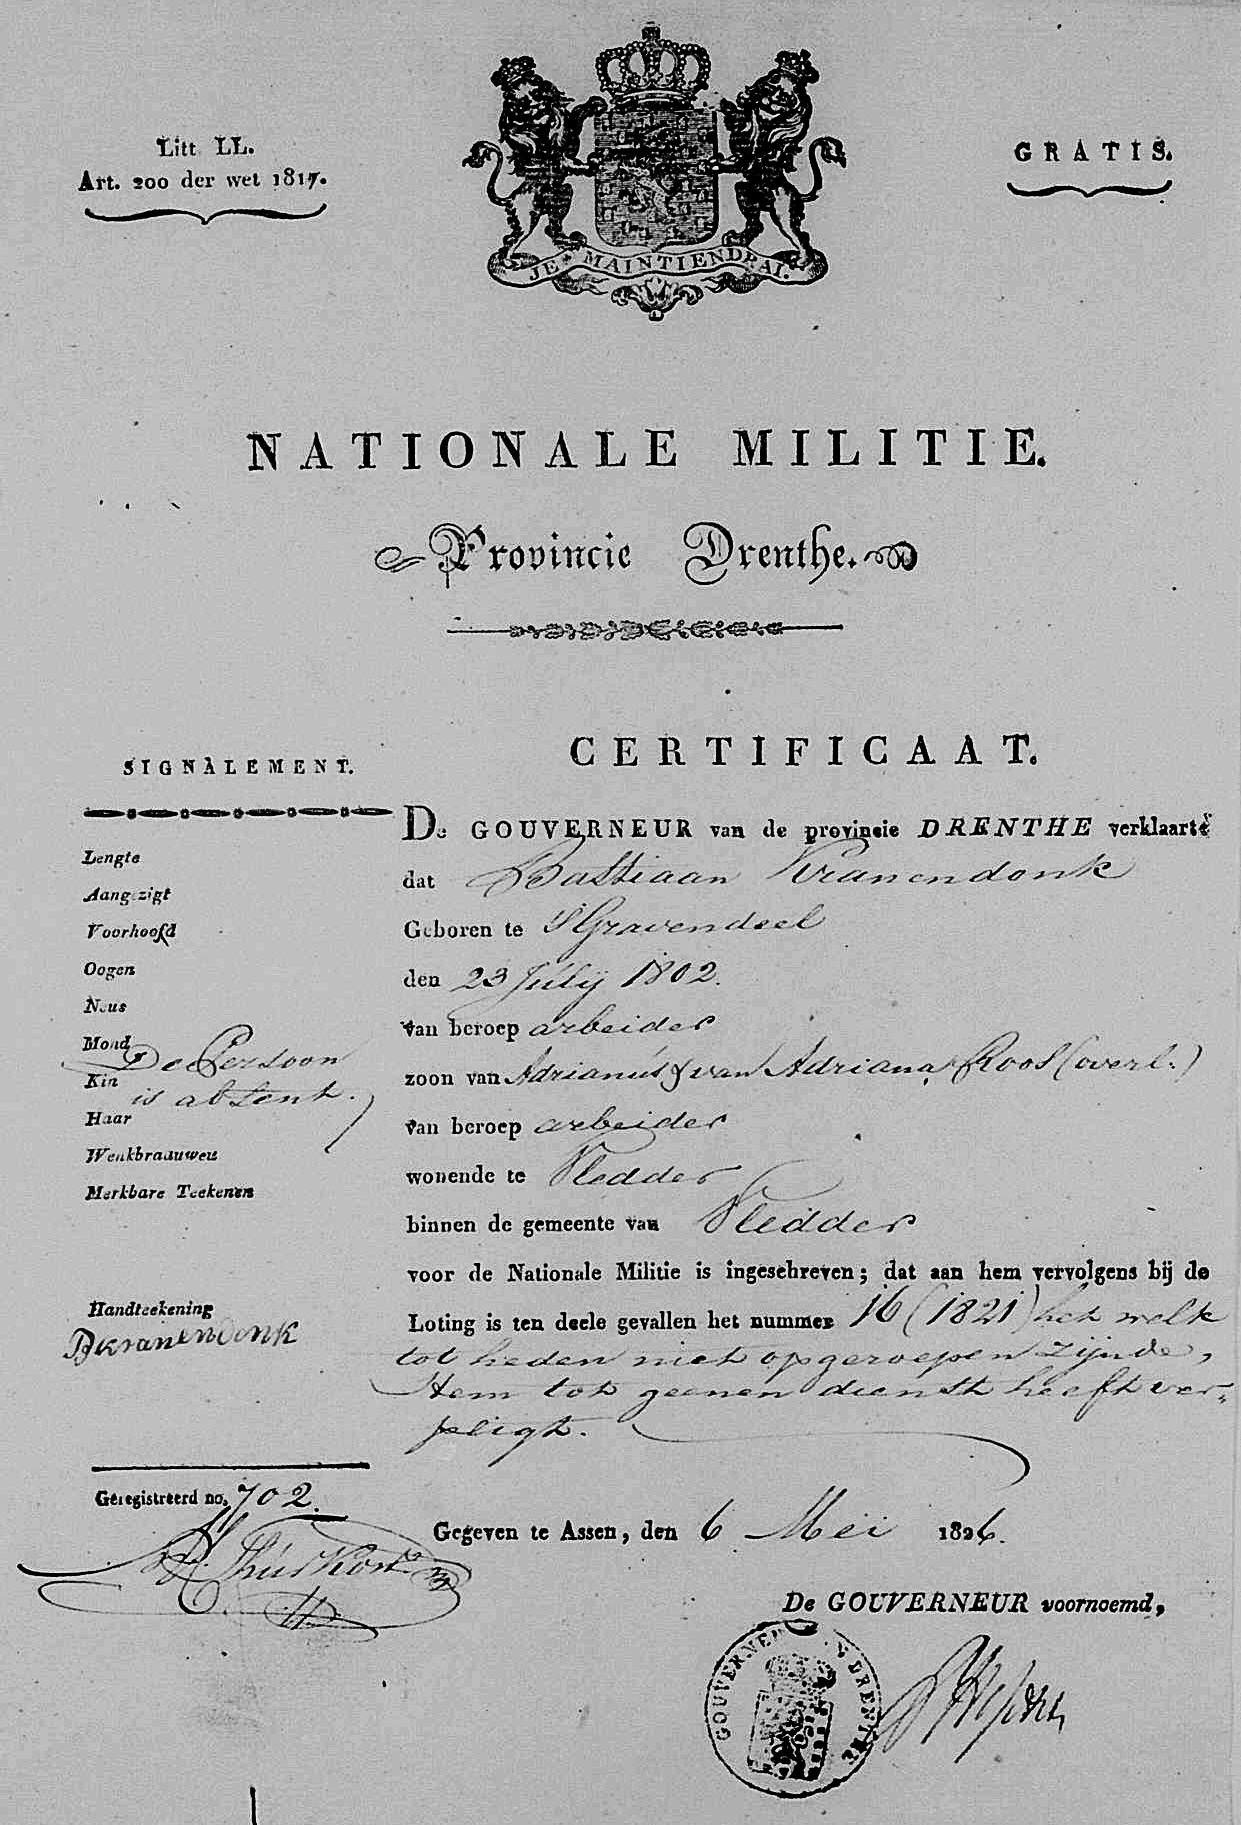 Litt LL.
Art. 200 der wet 1817.
GRATIS.
JE MAINTIENDRAI.
NATIONALE MILITIE.
Provincie Drenthe.
SIGNALEMENT.
Lengte
Aangezigt
Voorhoofd
Oogen
Neus
Mond
De Persoon
Kin
is absent.
Haar
Wenkbraauwen
Merkbare Teekenen
Handteekening
BKranendonk
Geregistreerd no. 702.
CERTIFICAAT.
De GOUVERNEUR van de provincie DRENTHE verklaart
dat Bastiaan Kranendonk
Geboren te S'Gravendeel
den 23 Julij 1802.
van beroep arbeider
zoon van Adrianus & van Adriana Roos (overl.)
van beroep arbeider
wonende te Vledder
binnen de gemeente van Vledder
voor de Nationale Militie is ingeschreven; dat aan hem vervolgens bij de
Loting is ten deele gevallen het nummer 16 (1821) het welk
tot heden niet opgeroepen zijnde,
Hem tot geenen dienst heeft ver-
pligt.
Gegeven te Assen, den 6 Mei 1826.
De GOUVERNEUR voornoemd,
GOUVERNEUR DRENTHE